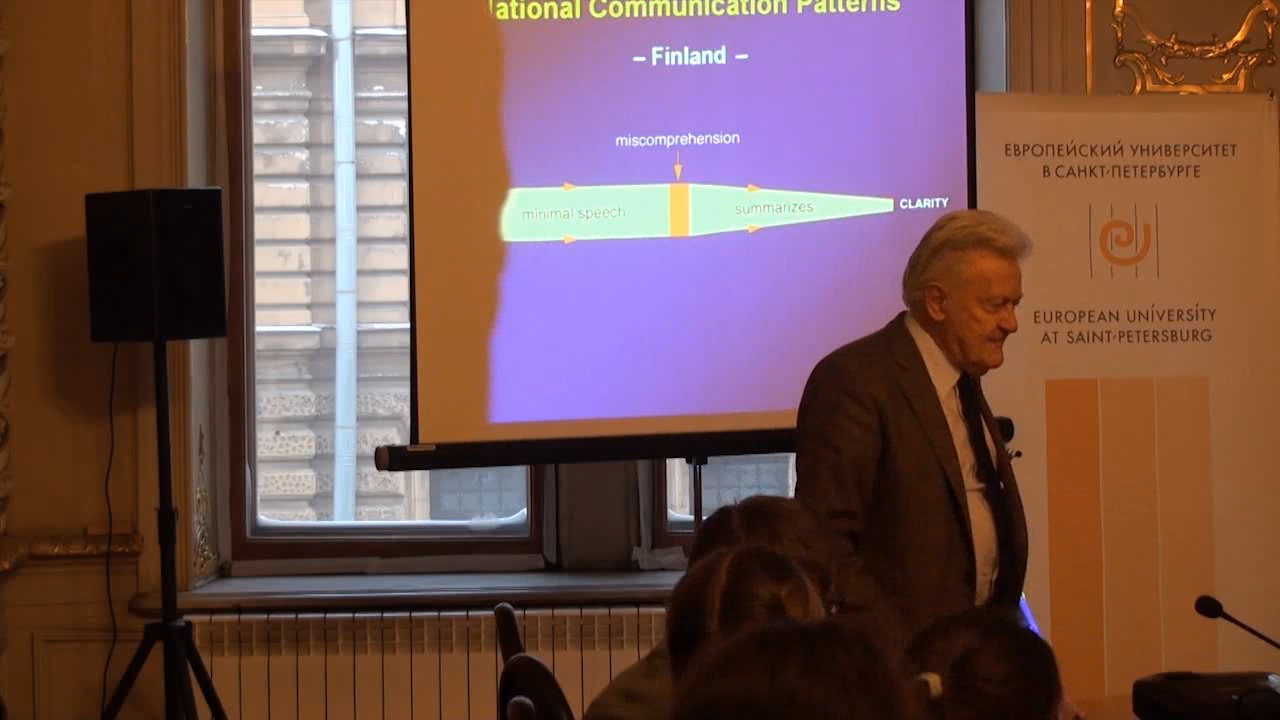 ational Communication Patterns
– Finland –
miscomprehension
minimal speech
summarizes
CLARITY
ЕВРОПЕЙСКИЙ УНИВЕРСИТЕТ
В САНКТ-ПЕТЕРБУРГЕ
EUROPEAN UNIVERSITY
AT SAINT-PETERSBURG